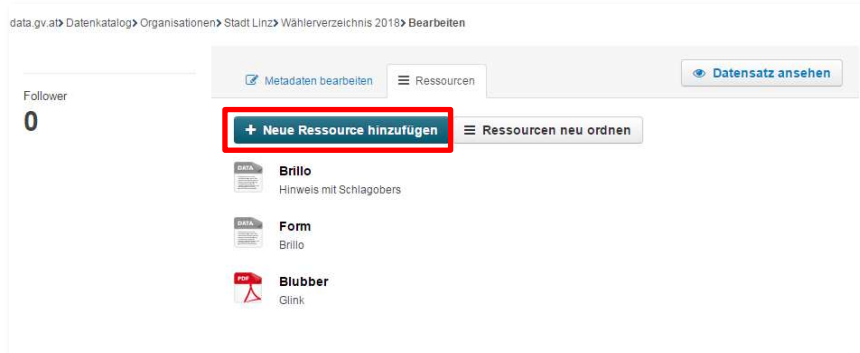 data.gv.at> Datenkatalog> Organisationen> Stadt Linz> Wählerverzeichnis 2018> Bearbeiten
Follower
0
Metadaten bearbeiten
Ressourcen
Datensatz ansehen
+ Neue Ressource hinzufügen
Ressourcen neu ordnen
DATA
Brillo
Hinweis mit Schlagobers
DATA
Form
Brillo
PDF
Blubber
Glink